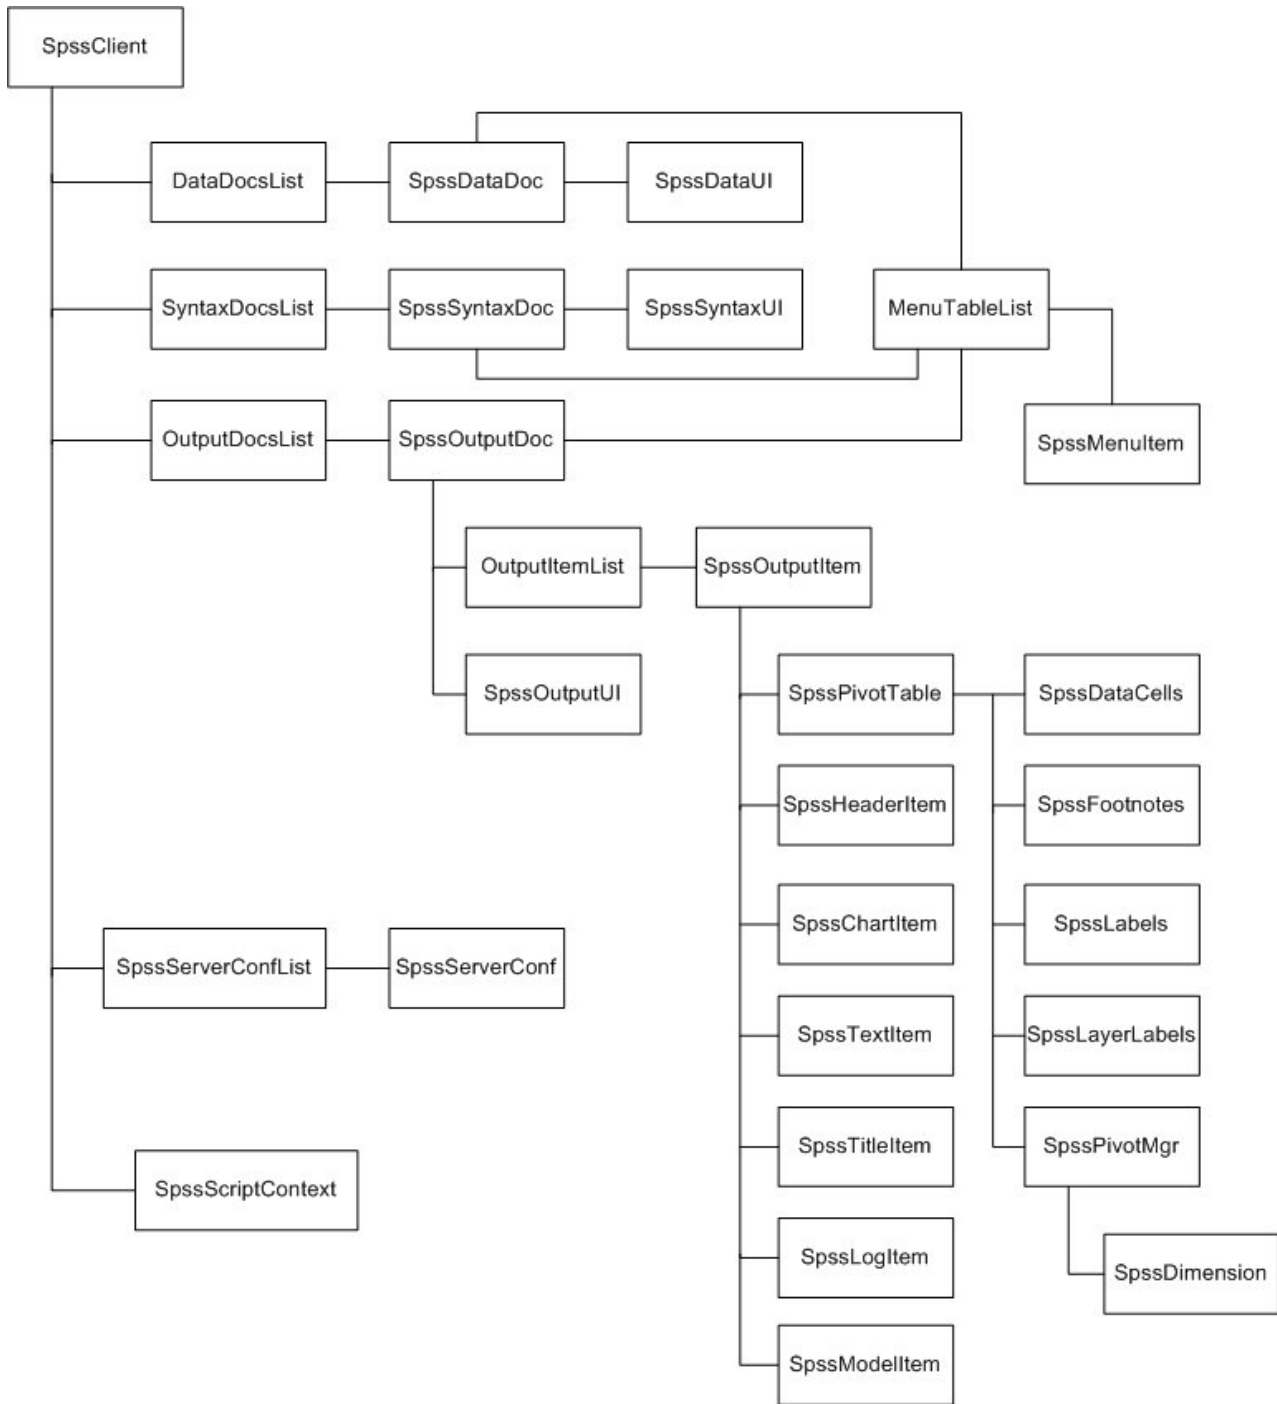 SpssClient
DataDocsList
SpssDataDoc
SpssDataUI
SyntaxDocsList
SpssSyntaxDoc
SpssSyntaxUI
MenuTableList
OutputDocsList
SpssOutputDoc
SpssMenuItem
OutputItemList
SpssOutputItem
SpssOutputUI
SpssPivotTable
SpssDataCells
SpssHeaderItem
SpssFootnotes
SpssChartItem
SpssLabels
SpssServerConfList
SpssServerConf
SpssTextItem
SpssLayerLabels
SpssTitleItem
SpssPivotMgr
SpssScriptContext
SpssLogItem
SpssDimension
SpssModelItem